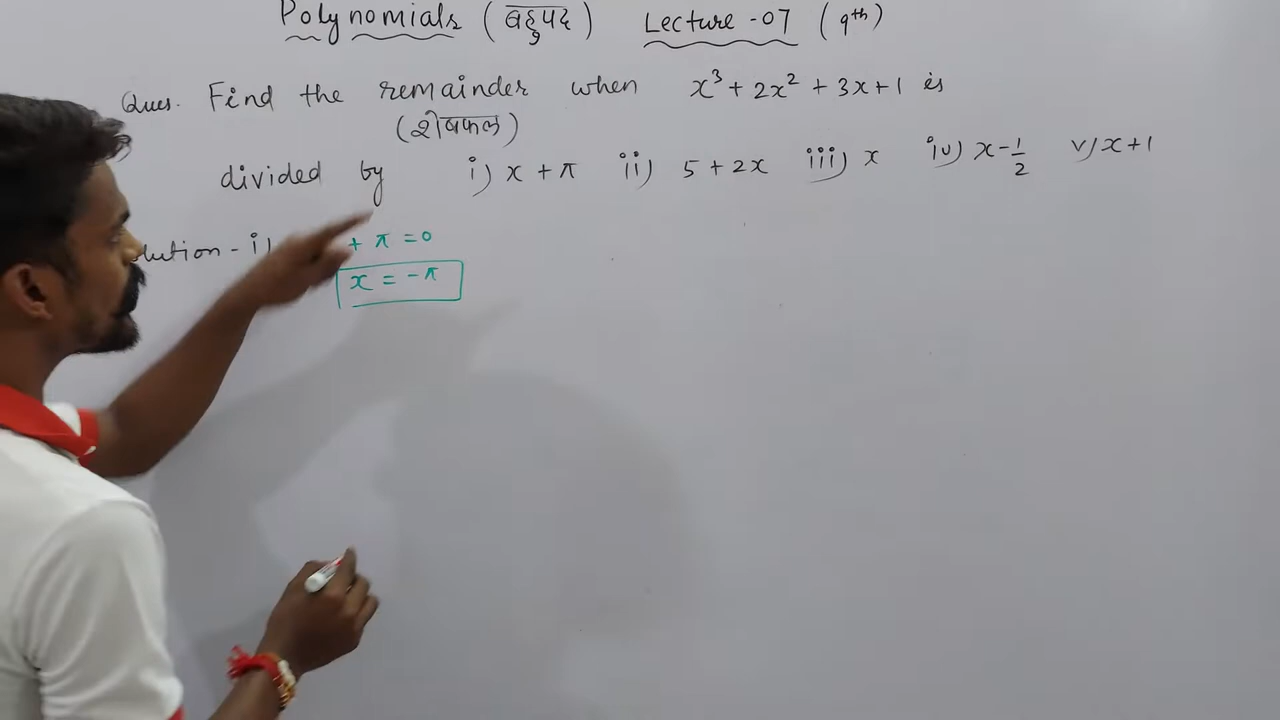 Polynomials (बहुपद) Lecture -07 (9th)
Ques. Find the remainder when x³ + 2x² + 3x + 1 is
(शेषफल)
divided by i) x + π ii) 5 + 2x iii) x iv) x - 1/2 v) x + 1
i) + π = 0
x = -π